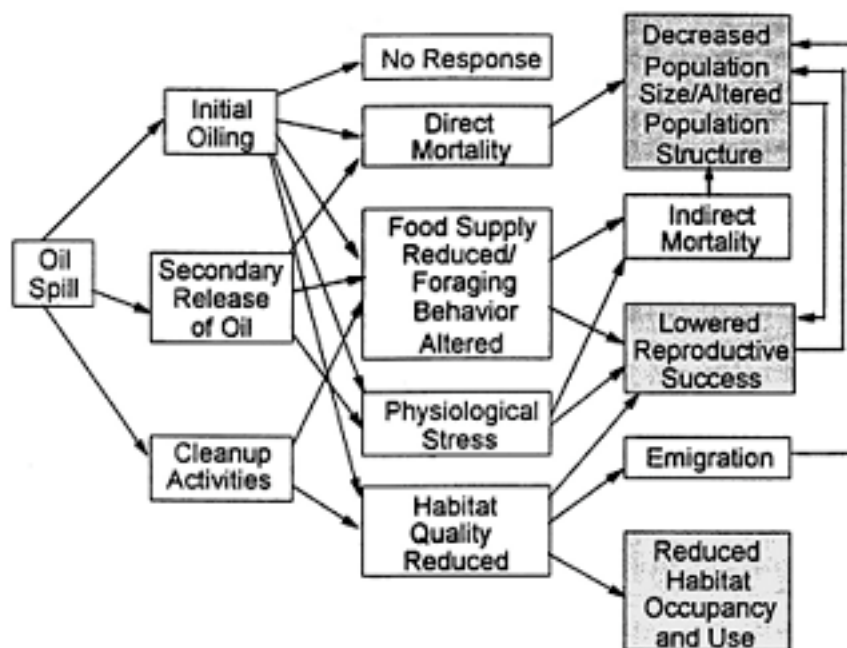 Oil
Spill
Initial
Oiling
Secondary
Release
of Oil
Cleanup
Activities
No Response
Direct
Mortality
Food Supply
Reduced/
Foraging
Behavior
Altered
Physiological
Stress
Habitat
Quality
Reduced
Decreased
Population
Size/Altered
Population
Structure
Indirect
Mortality
Lowered
Reproductive
Success
Emigration
Reduced
Habitat
Occupancy
and Use